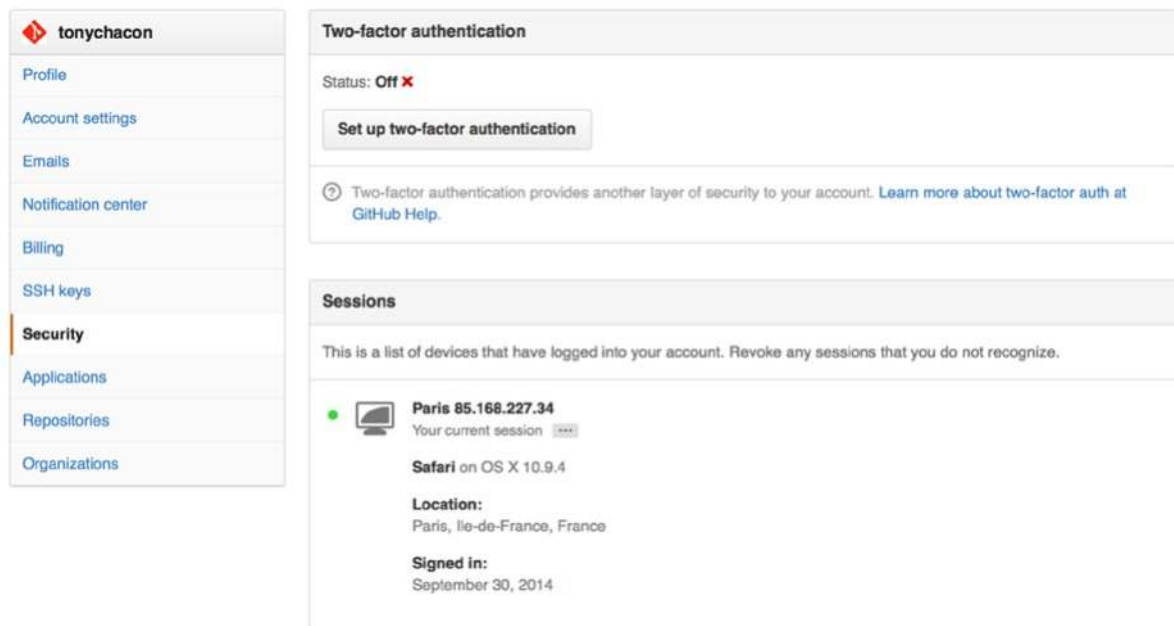 tonychacon
Profile
Account settings
Emails
Notification center
Billing
SSH keys
Security
Applications
Repositories
Organizations
Two-factor authentication
Status: Off
Set up two-factor authentication
Two-factor authentication provides another layer of security to your account. Learn more about two-factor auth at
GitHub Help.
Sessions
This is a list of devices that have logged into your account. Revoke any sessions that you do not recognize.
Paris 85.168.227.34
Your current session
Safari on OS X 10.9.4
Location:
Paris, Ile-de-France, France
Signed in:
September 30, 2014